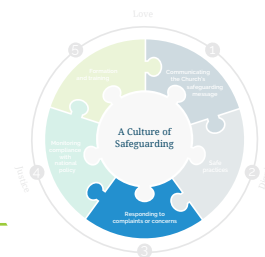 Love
1
2
3
4
5
Communicating
the Church's
safeguarding
message
Safe
practices
Responding to
complaints or concerns
Monitoring
compliance
with
national
policy
A Culture of
Safeguarding
Justice